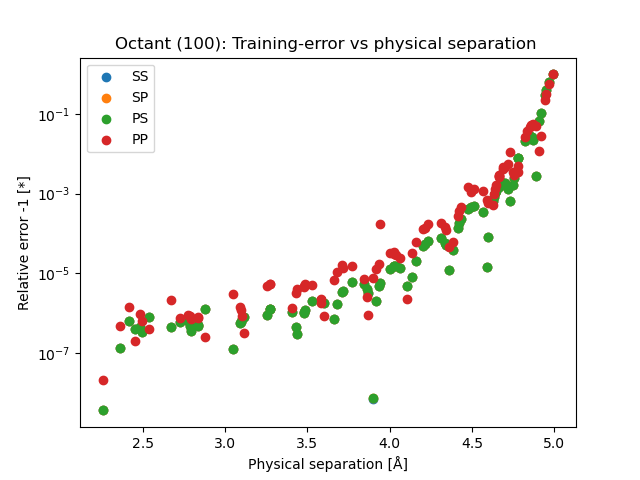 Octant (100): Training-error vs physical separation
SS
SP
PS
PP
Relative error -1 [*]
10⁻¹
10⁻³
10⁻⁵
10⁻⁷
2.5 3.0 3.5 4.0 4.5 5.0
Physical separation [Å]